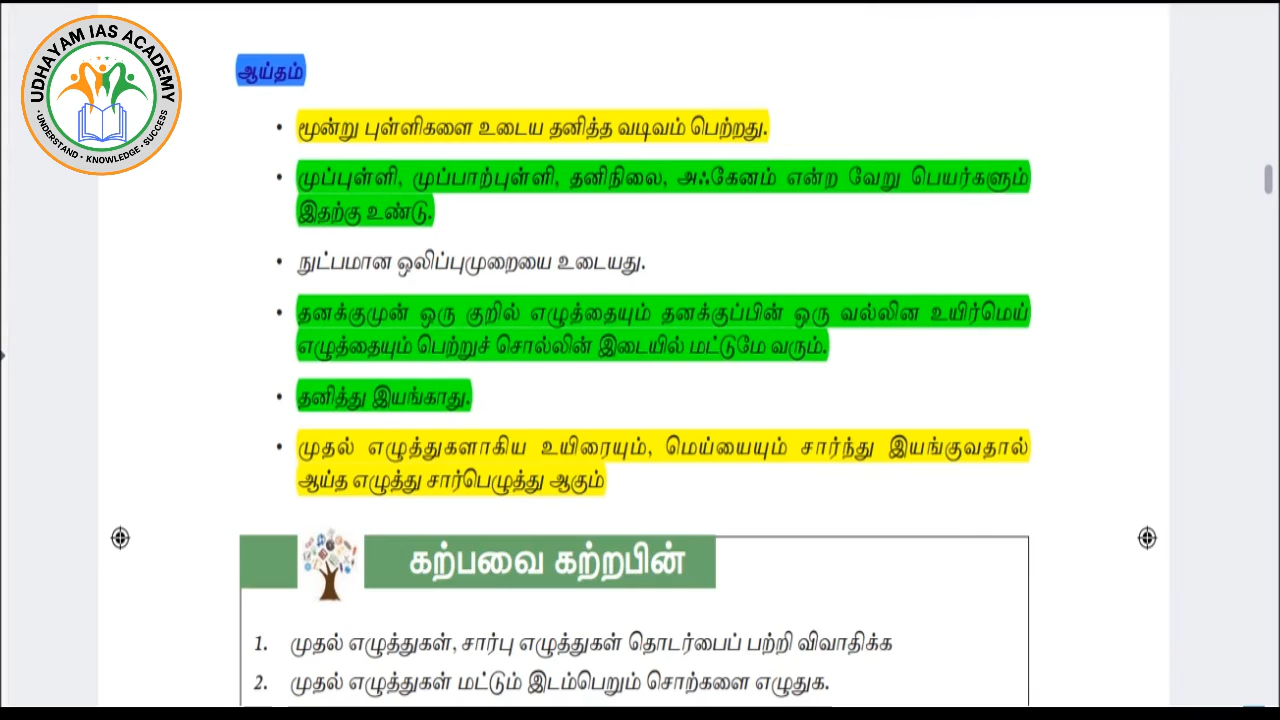 UDHAYAM IAS ACADEMY
· UNDERSTAND · KNOWLEDGE · SUCCESS
ஆய்தம்
• மூன்று புள்ளிகளை உடைய தனித்த வடிவம் பெற்றது.
• முப்புள்ளி, முப்பாற்புள்ளி, தனிநிலை, அஃகேனம் என்ற வேறு பெயர்களும்
இதற்கு உண்டு.
• நுட்பமான ஒலிப்புமுறையை உடையது.
• தனக்குமுன் ஒரு குறில் எழுத்தையும் தனக்குப்பின் ஒரு வல்லின உயிர்மெய்
எழுத்தையும் பெற்றுச் சொல்லின் இடையில் மட்டுமே வரும்.
• தனித்து இயங்காது.
• முதல் எழுத்துகளாகிய உயிரையும், மெய்யையும் சார்ந்து இயங்குவதால்
ஆய்த எழுத்து சார்பெழுத்து ஆகும்
கற்பவை கற்றபின்
1. முதல் எழுத்துகள், சார்பு எழுத்துகள் தொடர்பைப் பற்றி விவாதிக்க
2. முதல் எழுத்துகள் மட்டும் இடம்பெறும் சொற்களை எழுதுக.